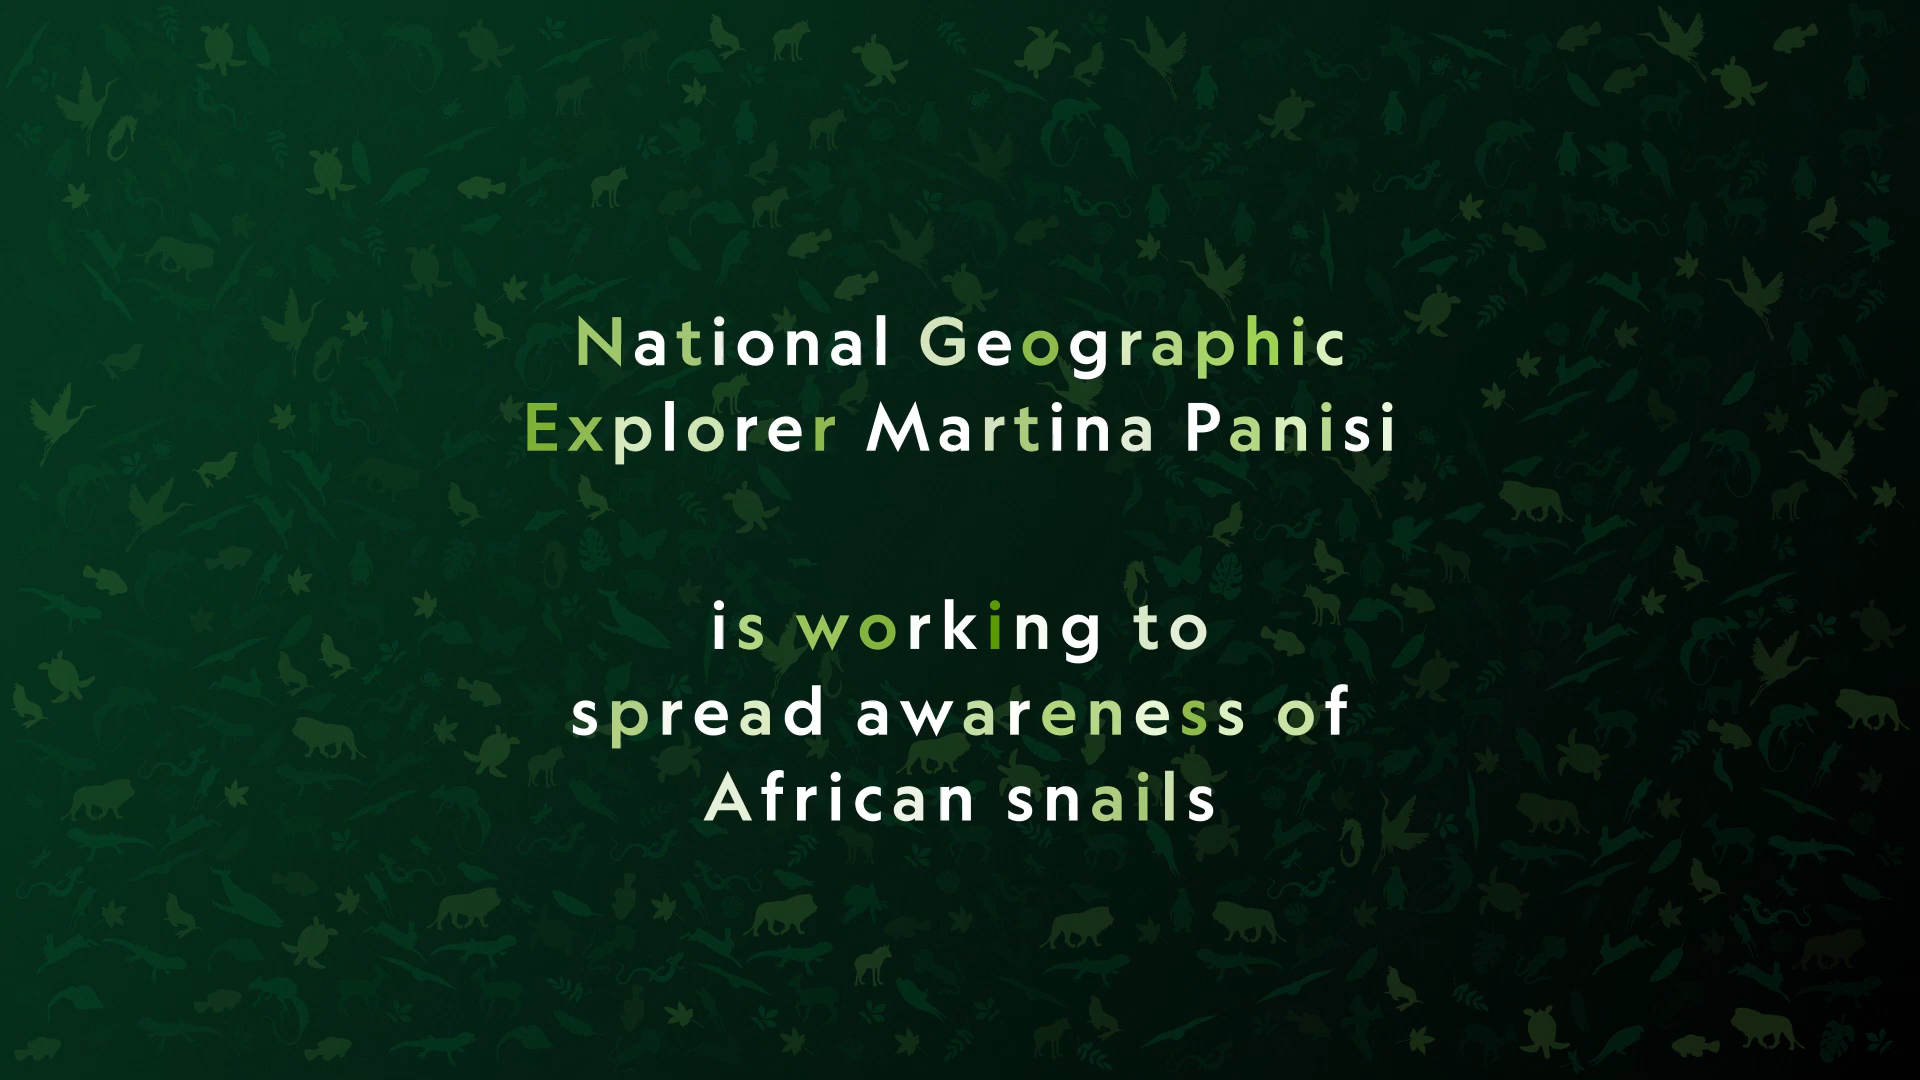 National Geographic
Explorer Martina Panisi
is working to
spread awareness of
African snails